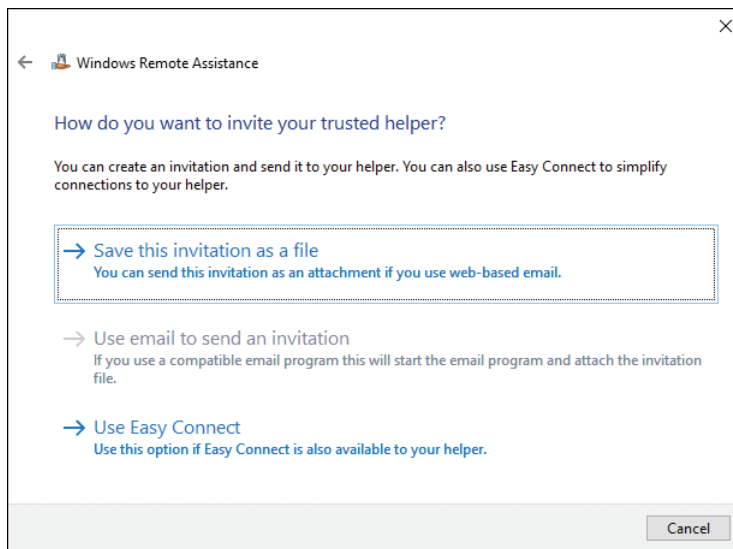 Windows Remote Assistance
How do you want to invite your trusted helper?
You can create an invitation and send it to your helper. You can also use Easy Connect to simplify
connections to your helper.
Save this invitation as a file
You can send this invitation as an attachment if you use web-based email.
Use email to send an invitation
If you use a compatible email program this will start the email program and attach the invitation
file.
Use Easy Connect
Use this option if Easy Connect is also available to your helper.
Cancel